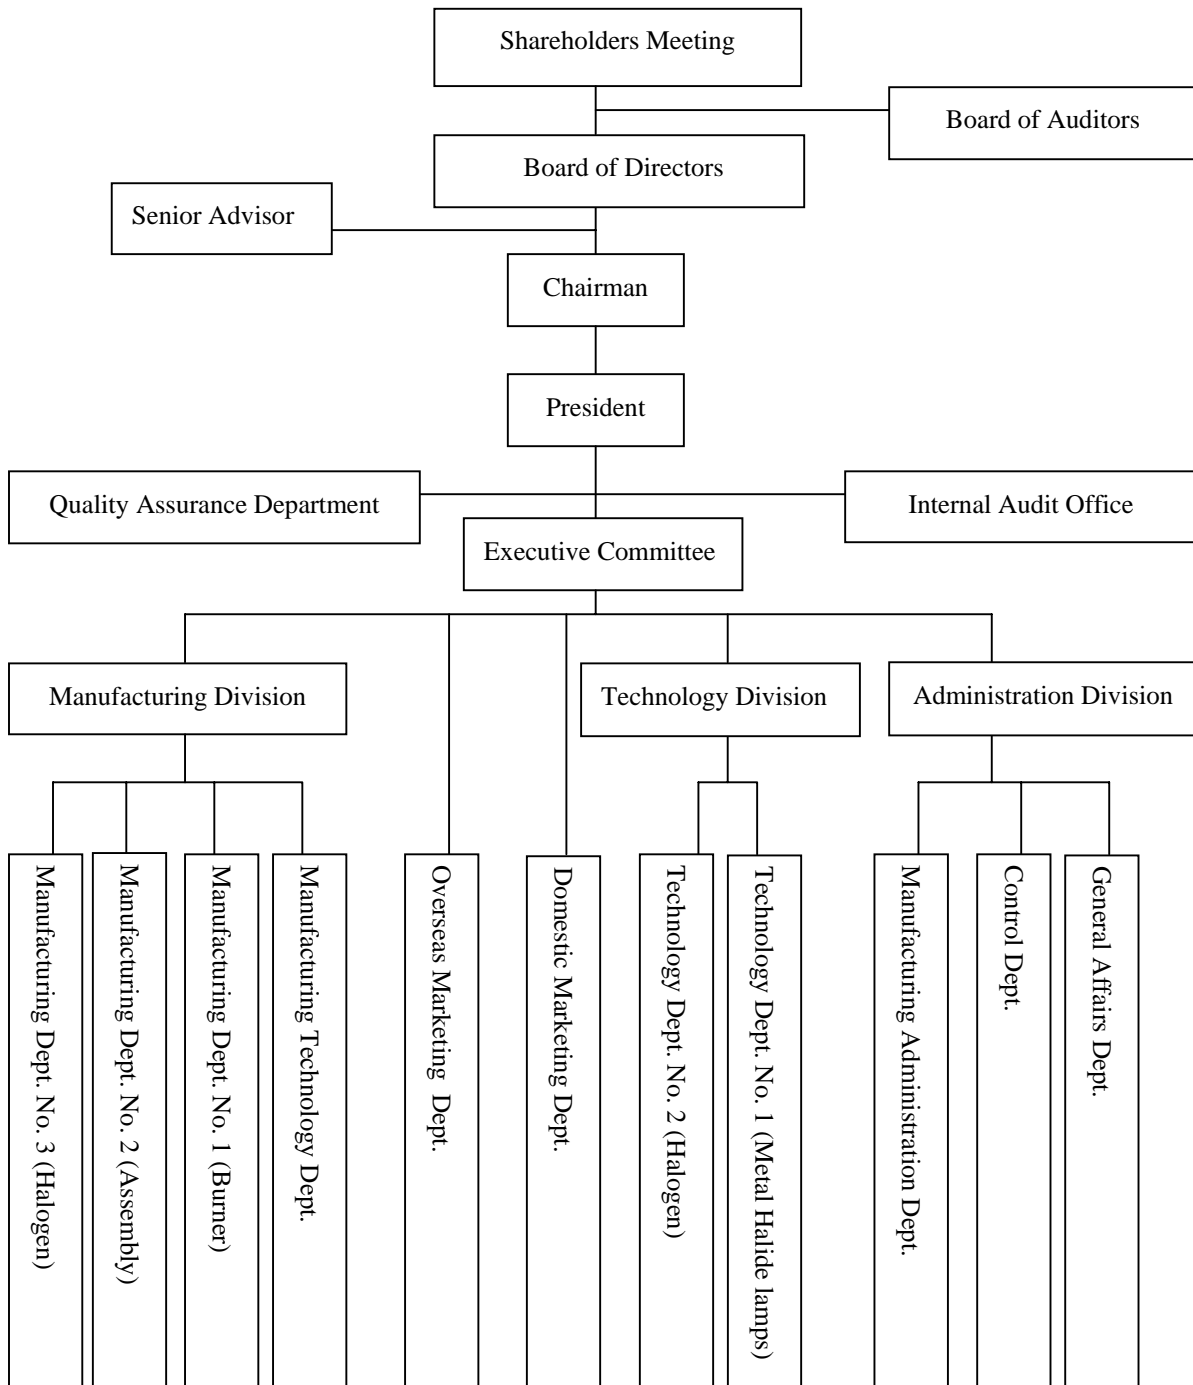 Shareholders Meeting
Board of Auditors
Board of Directors
Senior Advisor
Chairman
President
Quality Assurance Department
Internal Audit Office
Executive Committee
Manufacturing Division
Technology Division
Administration Division
Manufacturing Dept. No. 3 (Halogen)
Manufacturing Dept. No. 2 (Assembly)
Manufacturing Dept. No. 1 (Burner)
Manufacturing Technology Dept.
Overseas Marketing  Dept.
Domestic Marketing Dept.
Technology Dept. No. 2 (Halogen)
Technology Dept. No. 1 (Metal Halide lamps)
Manufacturing Administration Dept.
Control Dept.
General Affairs Dept.